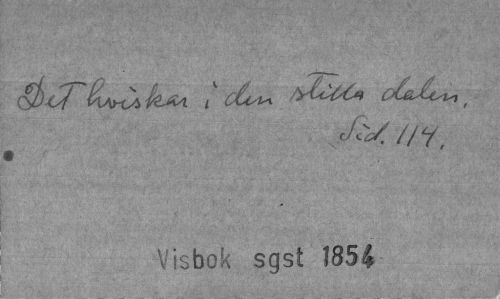 Det hviskar i den stilla dalen.
Sid. 114.
Visbok sgst 1854